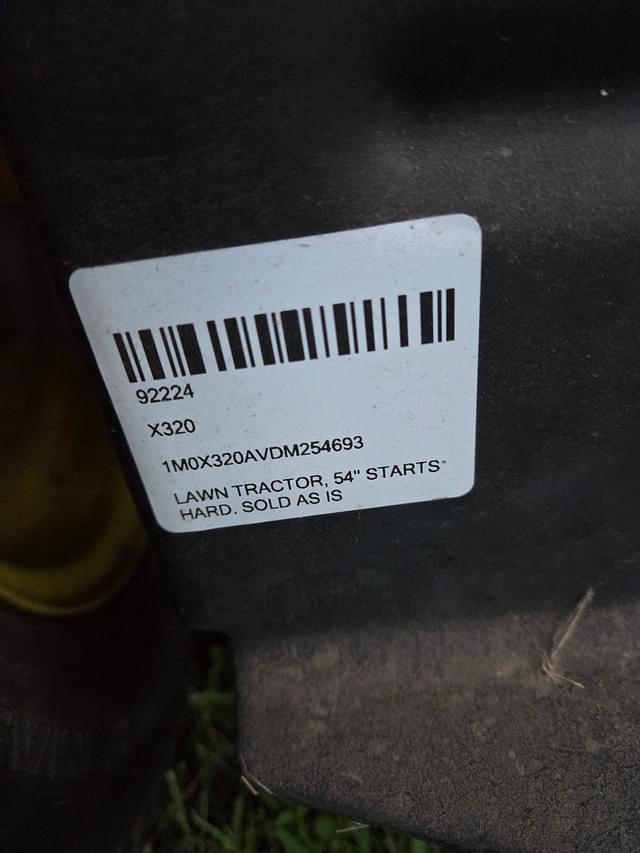 92224
X320
1M0X320AVDM254693
LAWN TRACTOR, 54" STARTS
HARD. SOLD AS IS